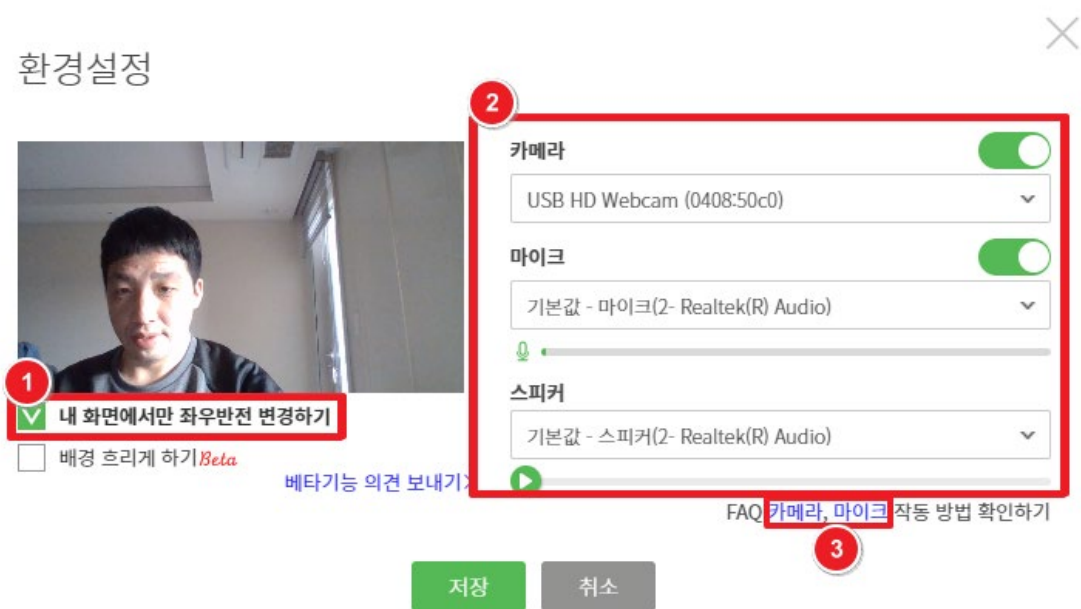 환경설정
1
내 화면에서만 좌우반전 변경하기
배경 흐리게 하기Beta
베타기능 의견 보내기>
2
카메라
USB HD Webcam (0408:50c0)
마이크
기본값 - 마이크(2- Realtek(R) Audio)
스피커
기본값 - 스피커(2- Realtek(R) Audio)
FAQ 카메라, 마이크 작동 방법 확인하기
3
저장
취소